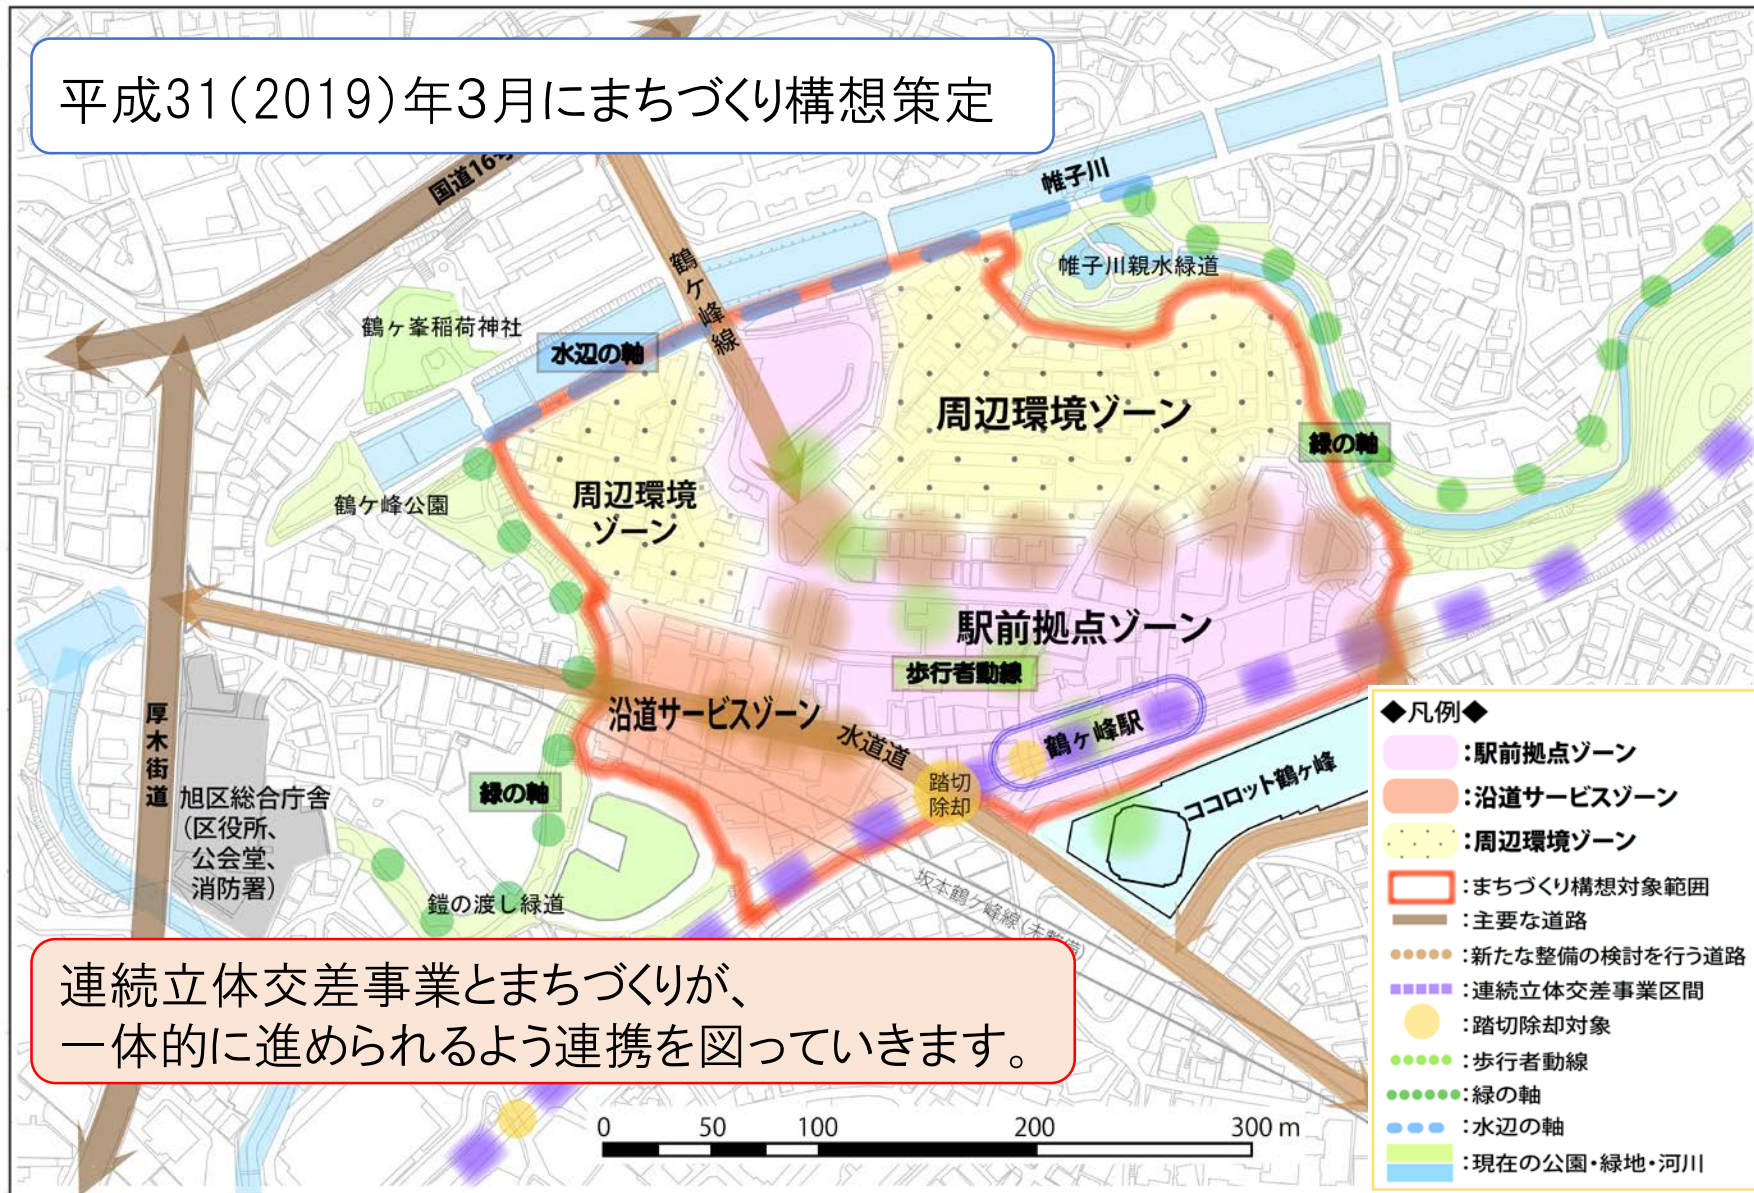 平成31(2019)年3月にまちづくり構想策定
国道16号
帷子川
鶴ケ峰線
帷子川親水緑道
鶴ヶ峯稲荷神社
水辺の軸
周辺環境ゾーン
緑の軸
鶴ケ峰公園
周辺環境
ゾーン
駅前拠点ゾーン
歩行者動線
沿道サービスゾーン
水道道
鶴ヶ峰駅
踏切
除却
ココロット鶴ヶ峰
厚木街道
旭区総合庁舎
(区役所、
公会堂、
消防署)
緑の軸
鎧の渡し緑道
坂本鶴ヶ峰線(未整備)
連続立体交差事業とまちづくりが、
一体的に進められるよう連携を図っていきます。
0 50 100 200 300 m
◆凡例◆
:駅前拠点ゾーン
:沿道サービスゾーン
:周辺環境ゾーン
:まちづくり構想対象範囲
:主要な道路
:新たな整備の検討を行う道路
:連続立体交差事業区間
:踏切除却対象
:歩行者動線
:緑の軸
:水辺の軸
:現在の公園・緑地・河川